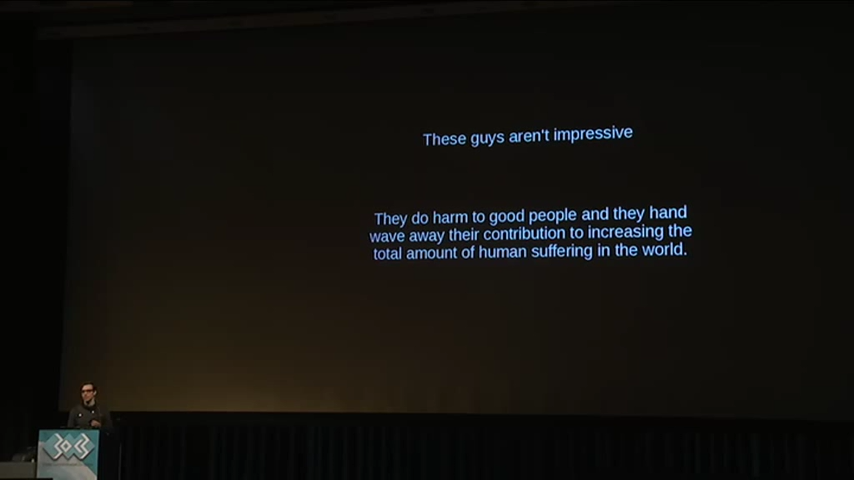 These guys aren't impressive
They do harm to good people and they hand
wave away their contribution to increasing the
total amount of human suffering in the world.
30C3